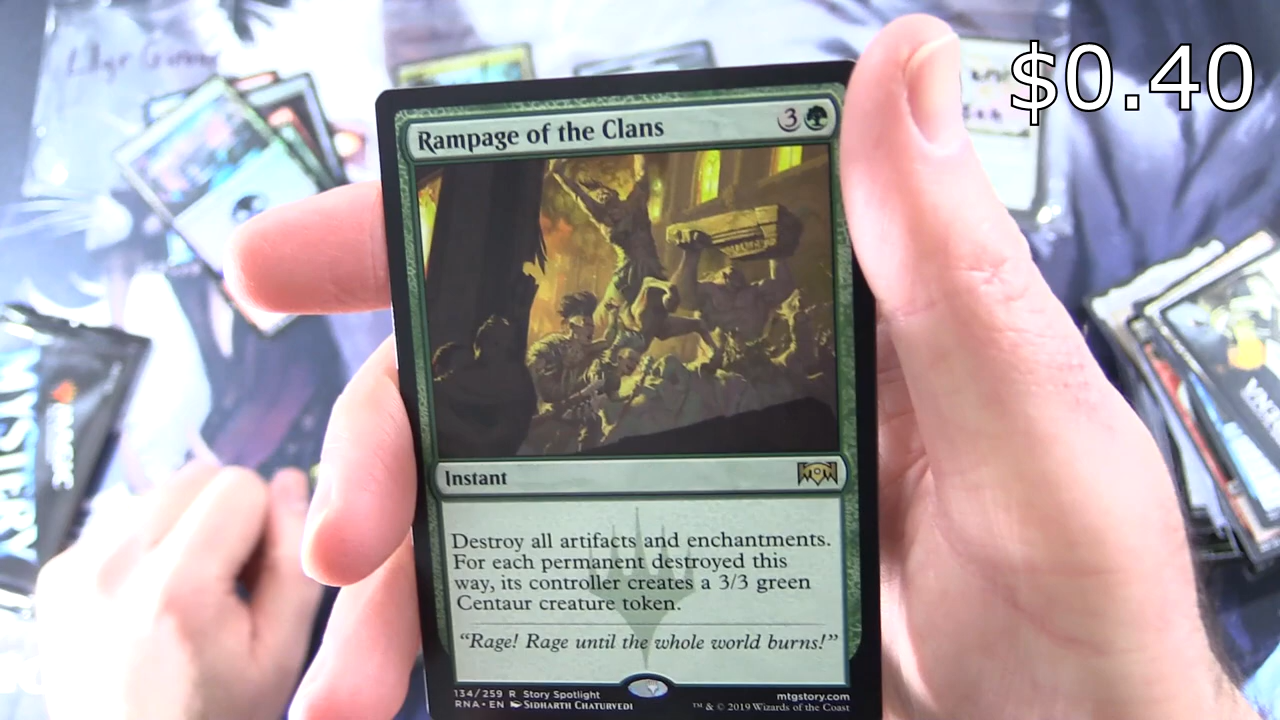 $0.40
Rampage of the Clans
3
Instant
Destroy all artifacts and enchantments.
For each permanent destroyed this
way, its controller creates a 3/3 green
Centaur creature token.
"Rage! Rage until the whole world burns!"
134/259 R Story Spotlight
RNA • EN Sidharth Chaturvedi
mtgstory.com
™ & © 2019 Wizards of the Coast
MAGIC
MYSTERY